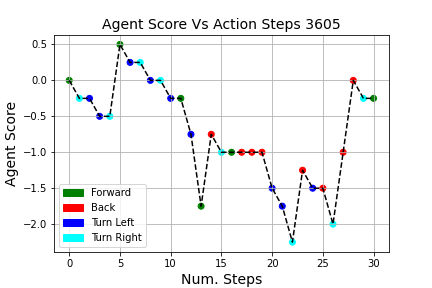 Agent Score Vs Action Steps 3605
Agent Score
0.5
0.0
−0.5
−1.0
−1.5
−2.0
Forward
Back
Turn Left
Turn Right
0 5 10 15 20 25 30
Num. Steps